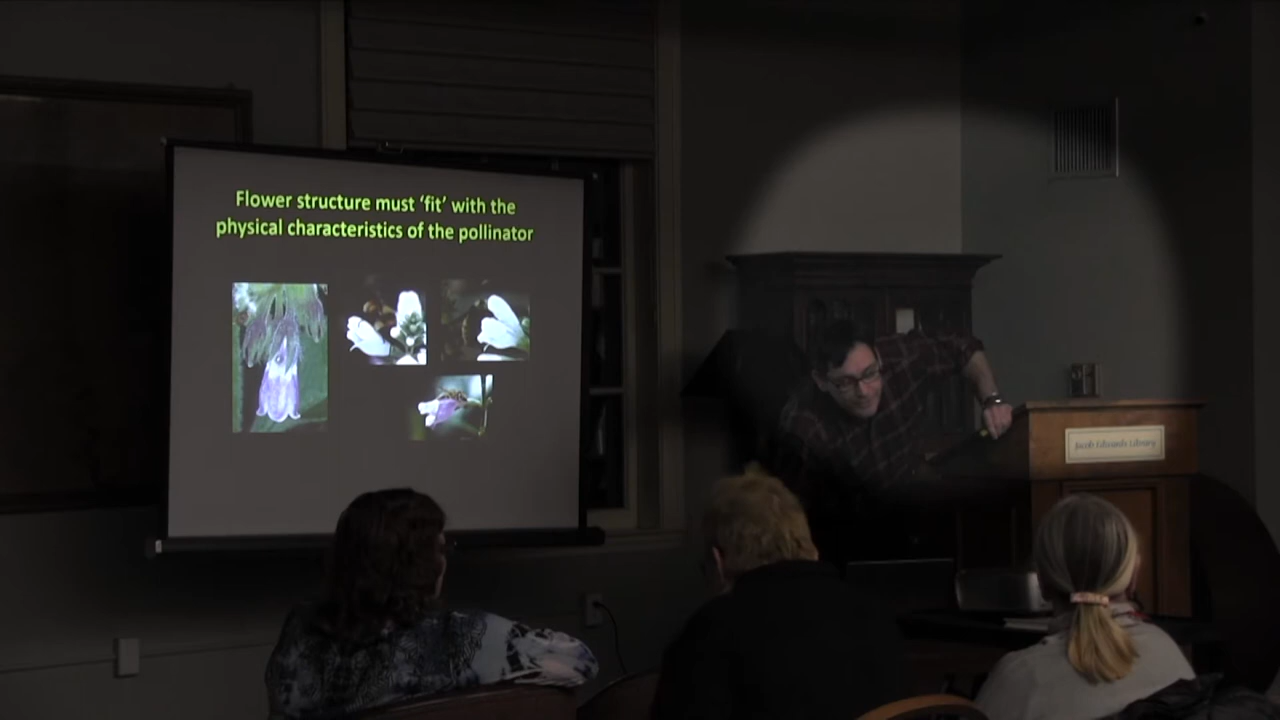 Flower structure must ‘fit’ with the
physical characteristics of the pollinator
Jacob Edwards Library